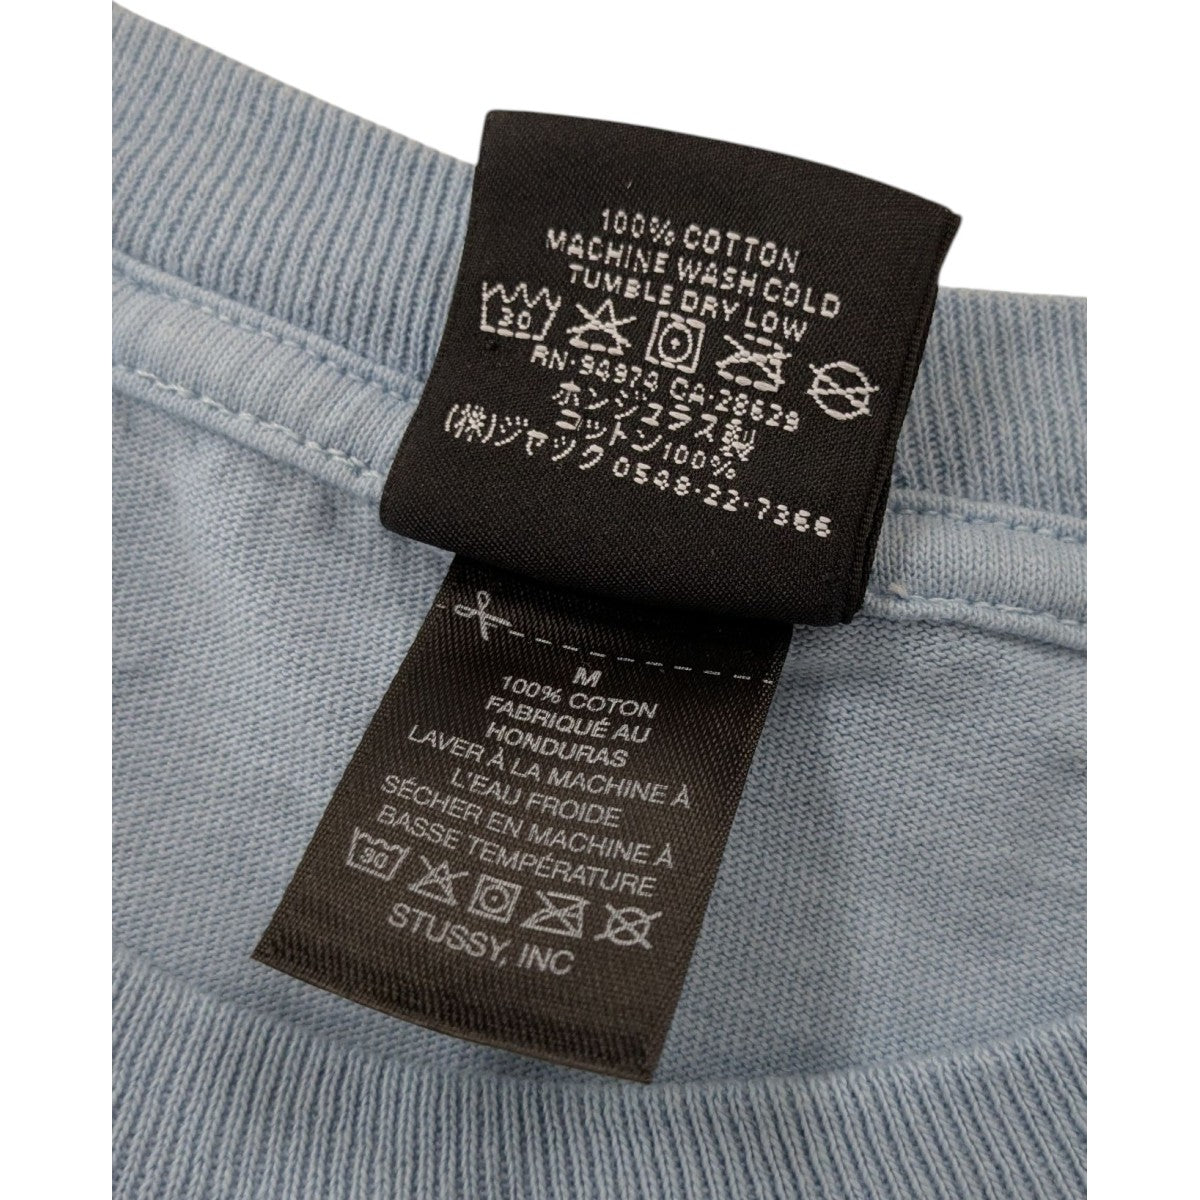 100% COTTON
MACHINE WASH COLD
TUMBLE DRY LOW
30
RN·94974 CA·28629
ホンジュラス製
コットン100%
(株)ジャック 0548·22·7366
M
100% COTON
FABRIQUÉ AU
HONDURAS
LAVER À LA MACHINE À
L'EAU FROIDE
SÉCHER EN MACHINE À
BASSE TEMPÉRATURE
30
STUSSY, INC